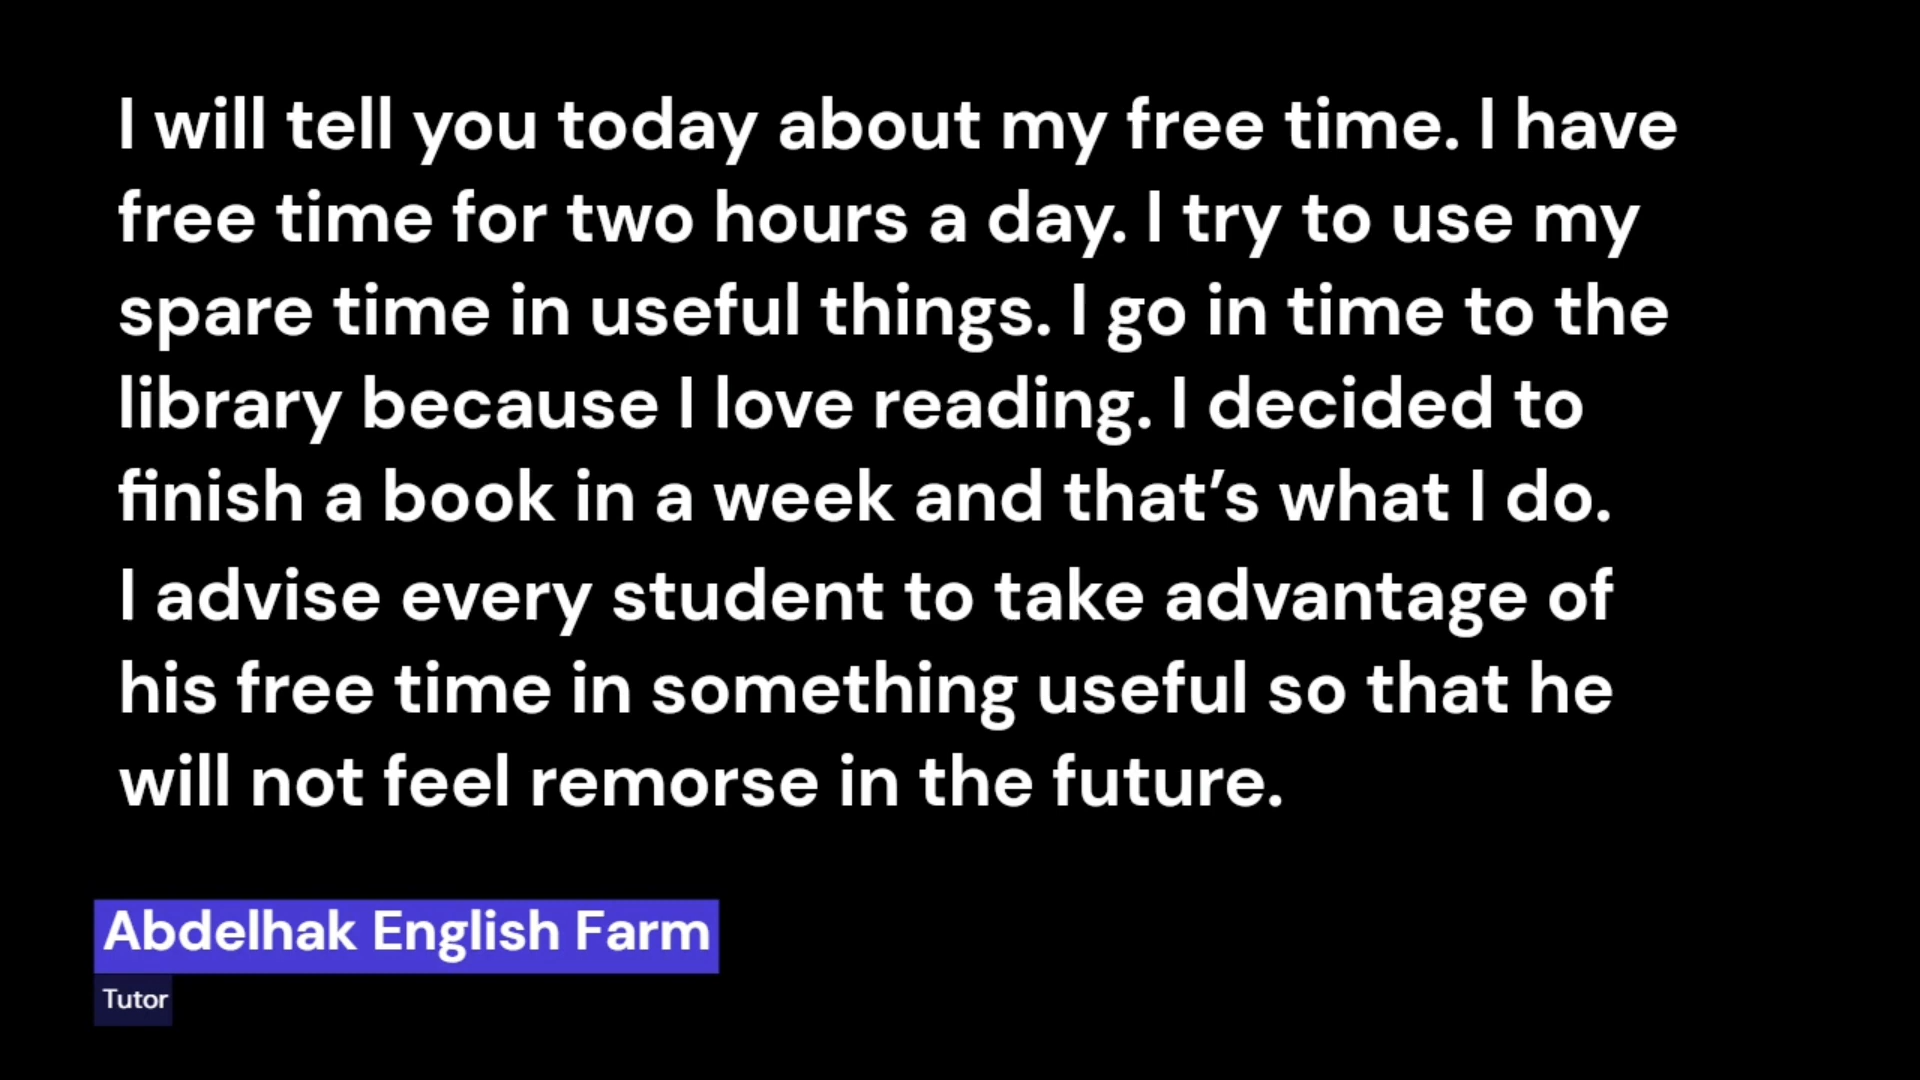 I will tell you today about my free time. I have
free time for two hours a day. I try to use my
spare time in useful things. I go in time to the
library because I love reading. I decided to
finish a book in a week and that’s what I do.
I advise every student to take advantage of
his free time in something useful so that he
will not feel remorse in the future.
Abdelhak English Farm
Tutor